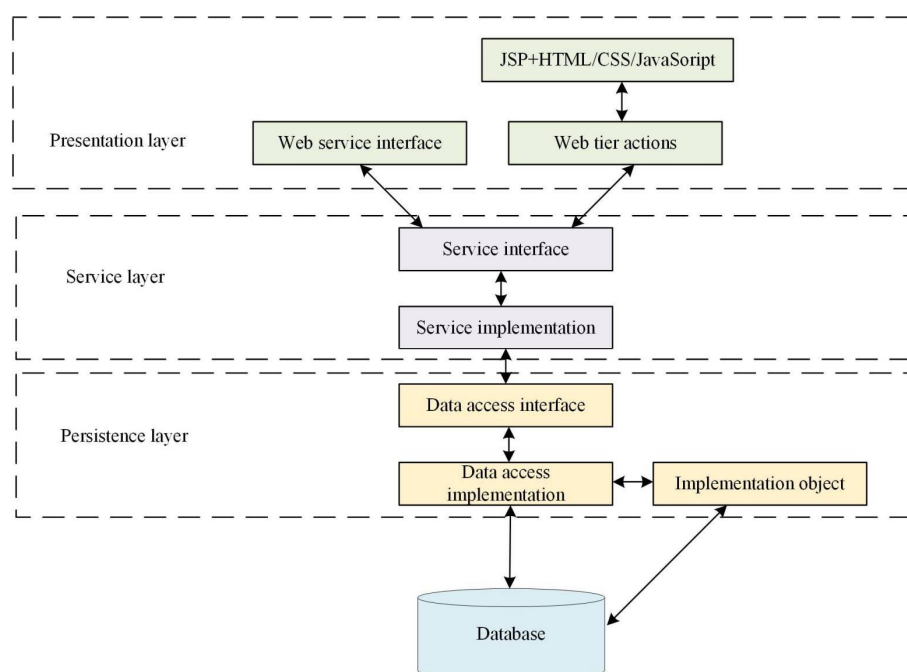 JSP+HTML/CSS/JavaSoript
Presentation layer
Web service interface
Web tier actions
Service interface
Service layer
Service implementation
Data access interface
Persistence layer
Data access
implementation
Implementation object
Database